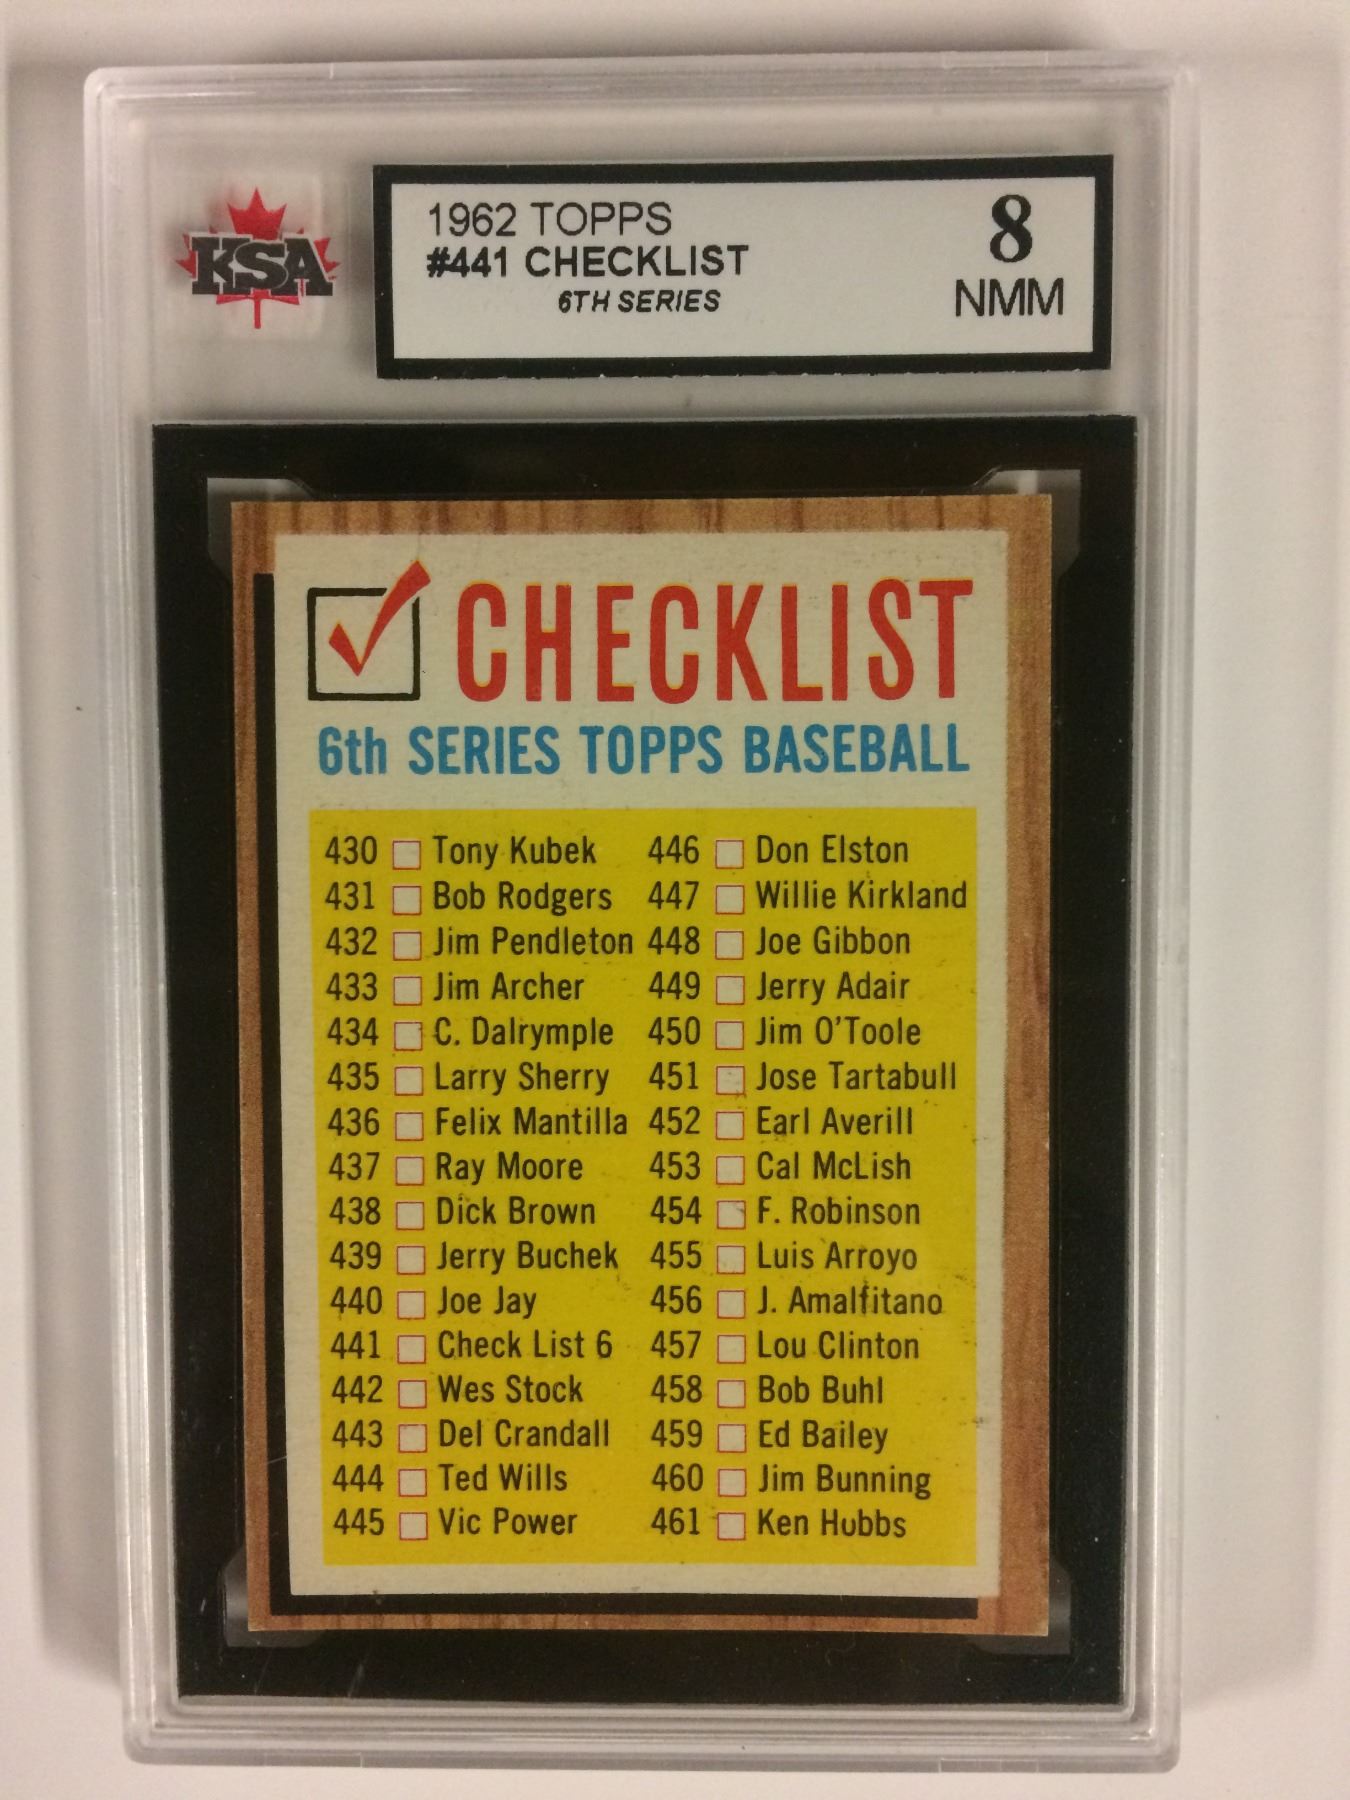 KSA
1962 TOPPS
#441 CHECKLIST
6TH SERIES
8
NMM
CHECKLIST
6th SERIES TOPPS BASEBALL
430 Tony Kubek
431 Bob Rodgers
432 Jim Pendleton
433 Jim Archer
434 C. Dalrymple
435 Larry Sherry
436 Felix Mantilla
437 Ray Moore
438 Dick Brown
439 Jerry Buchek
440 Joe Jay
441 Check List 6
442 Wes Stock
443 Del Crandall
444 Ted Wills
445 Vic Power
446 Don Elston
447 Willie Kirkland
448 Joe Gibbon
449 Jerry Adair
450 Jim O'Toole
451 Jose Tartabull
452 Earl Averill
453 Cal McLish
454 F. Robinson
455 Luis Arroyo
456 J. Amalfitano
457 Lou Clinton
458 Bob Buhl
459 Ed Bailey
460 Jim Bunning
461 Ken Hubbs